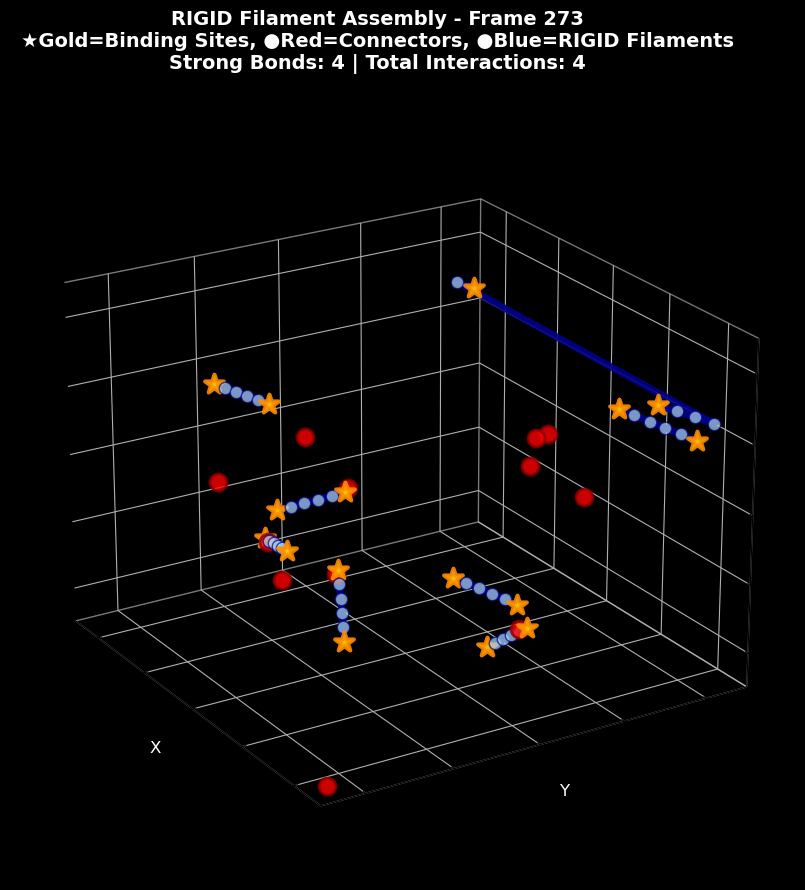 RIGID Filament Assembly - Frame 273
★Gold=Binding Sites, ●Red=Connectors, ●Blue=RIGID Filaments
Strong Bonds: 4 | Total Interactions: 4
X
Y